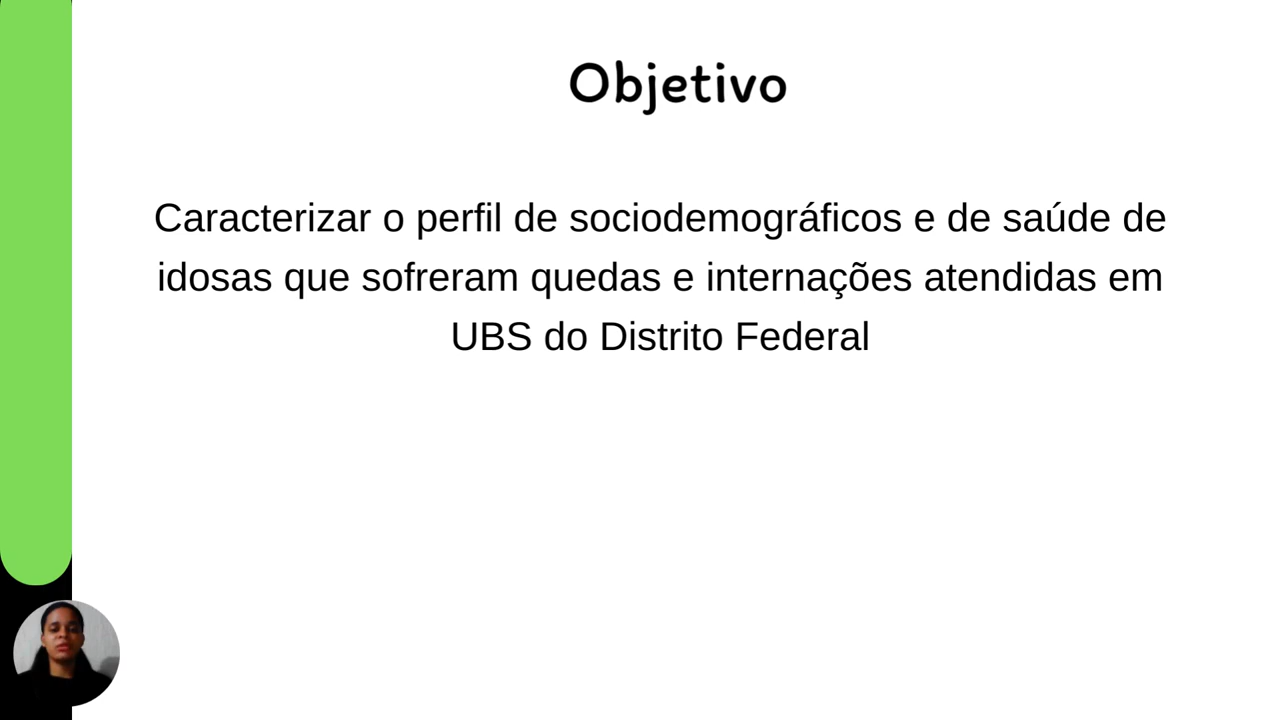 Objetivo
Caracterizar o perfil de sociodemográficos e de saúde de
idosas que sofreram quedas e internações atendidas em
UBS do Distrito Federal